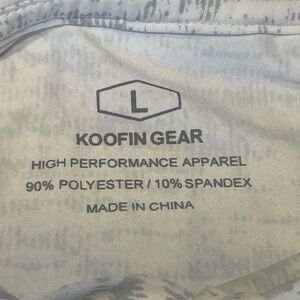 L
KOOFIN GEAR
HIGH PERFORMANCE APPAREL
90% POLYESTER / 10% SPANDEX
MADE IN CHINA